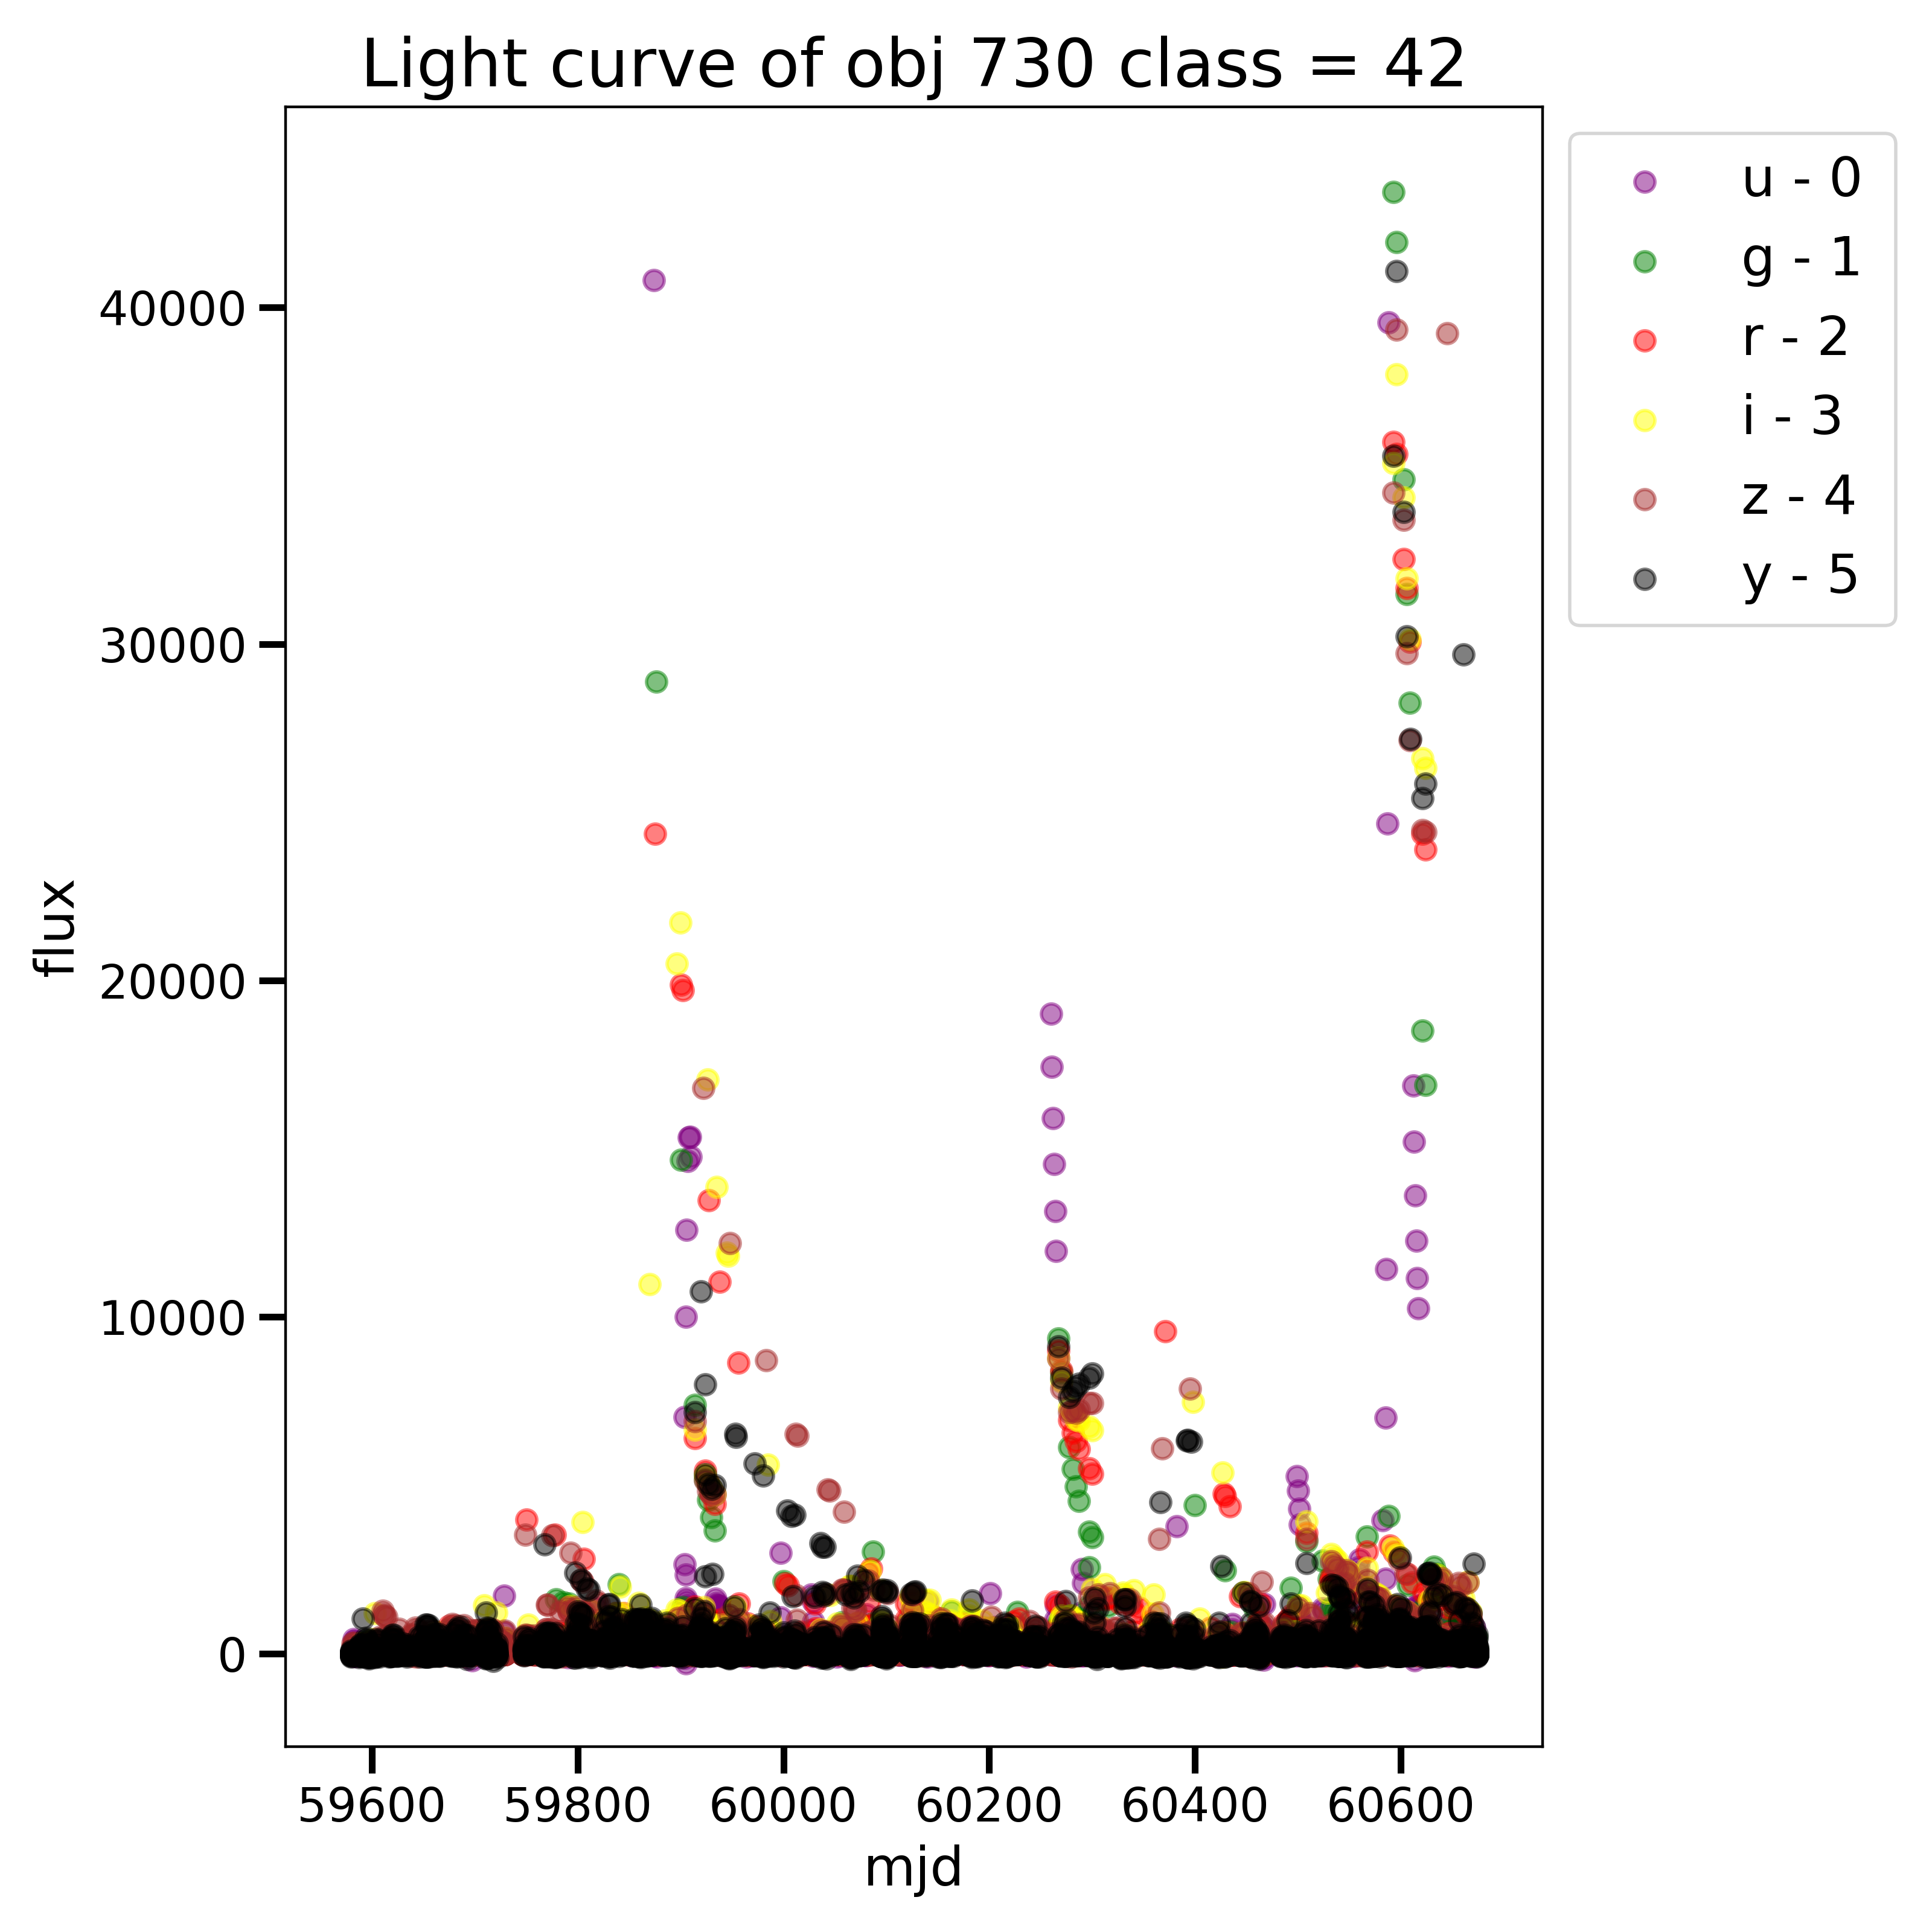 Light curve of obj 730 class = 42
u - 0
g - 1
r - 2
i - 3
z - 4
y - 5
40000
30000
20000
10000
0
flux
59600 59800 60000 60200 60400 60600
mjd